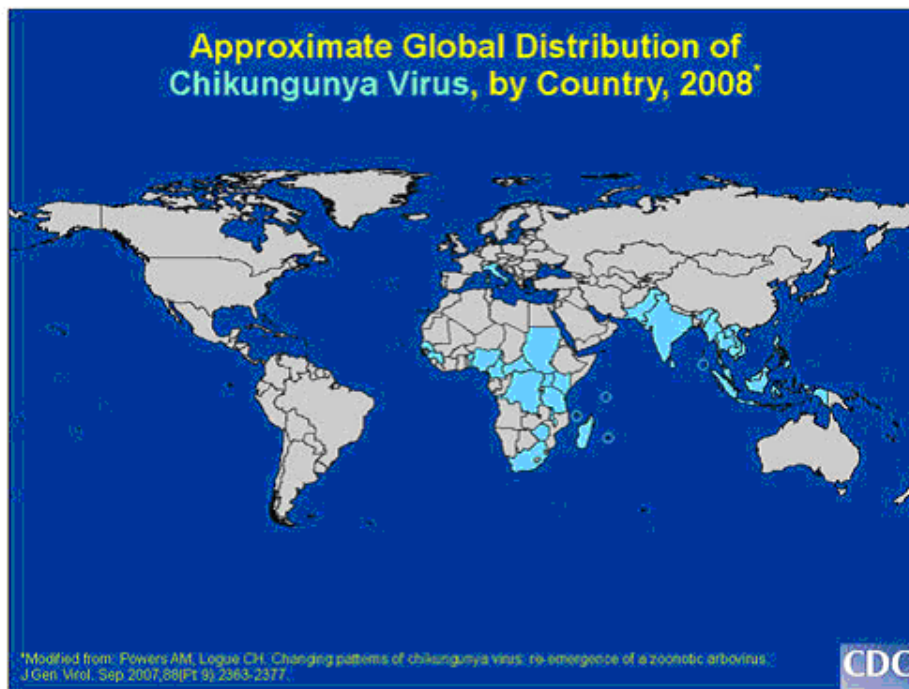 Approximate Global Distribution of
Chikungunya Virus, by Country, 2008*
*Modified from: Powers AM, Logue CH. Changing patterns of chikungunya virus: re-emergence of a zoonotic arbovirus.
J Gen Virol. Sep 2007;88(Pt 9):2363-2377.
CDC